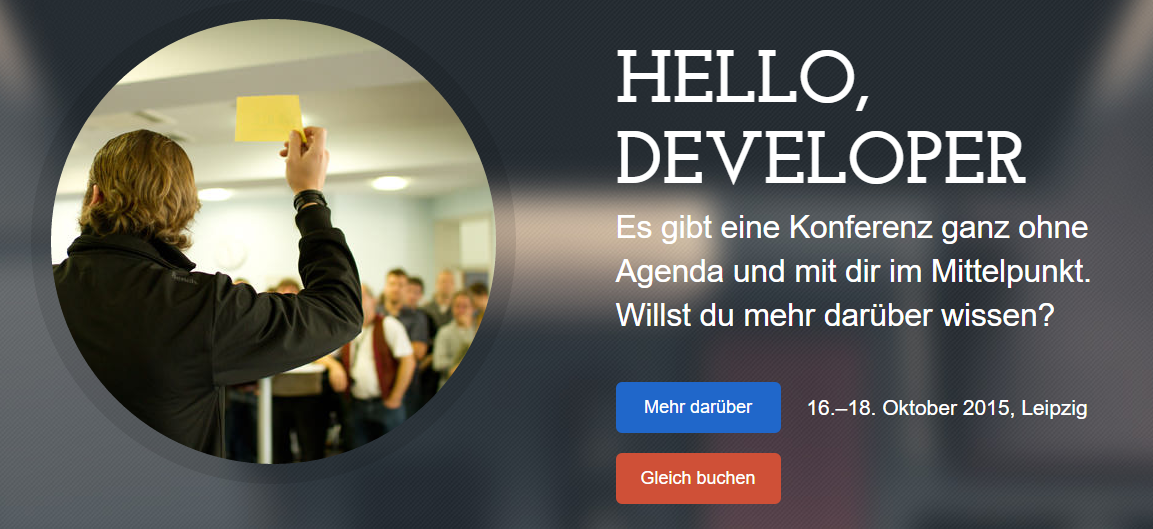 HELLO,
DEVELOPER
Es gibt eine Konferenz ganz ohne
Agenda und mit dir im Mittelpunkt.
Willst du mehr darüber wissen?
Mehr darüber
16.–18. Oktober 2015, Leipzig
Gleich buchen